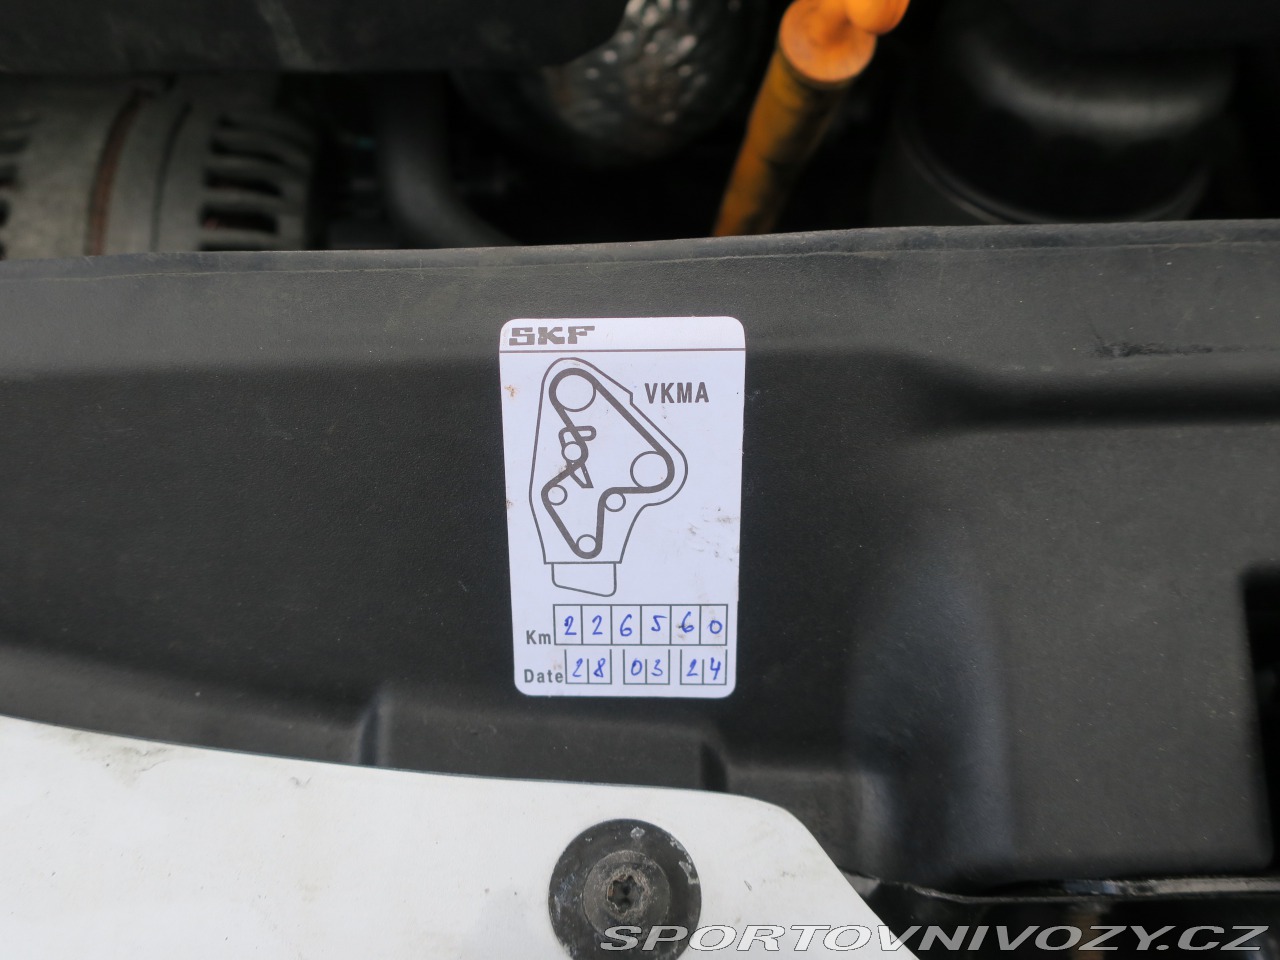 SKF
VKMA
Km 226560
Date 28 03 24
SPORTOVNIVOZY.CZ